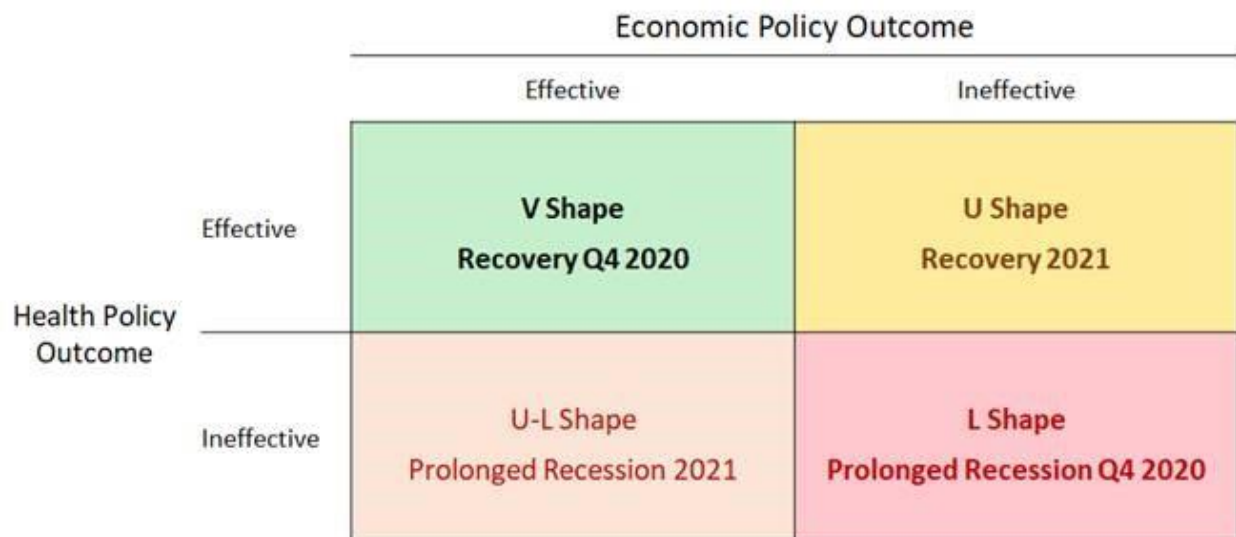 Economic Policy Outcome
Effective
Ineffective
Effective
V Shape
Recovery Q4 2020
U Shape
Recovery 2021
Health Policy
Outcome
Ineffective
U-L Shape
Prolonged Recession 2021
L Shape
Prolonged Recession Q4 2020